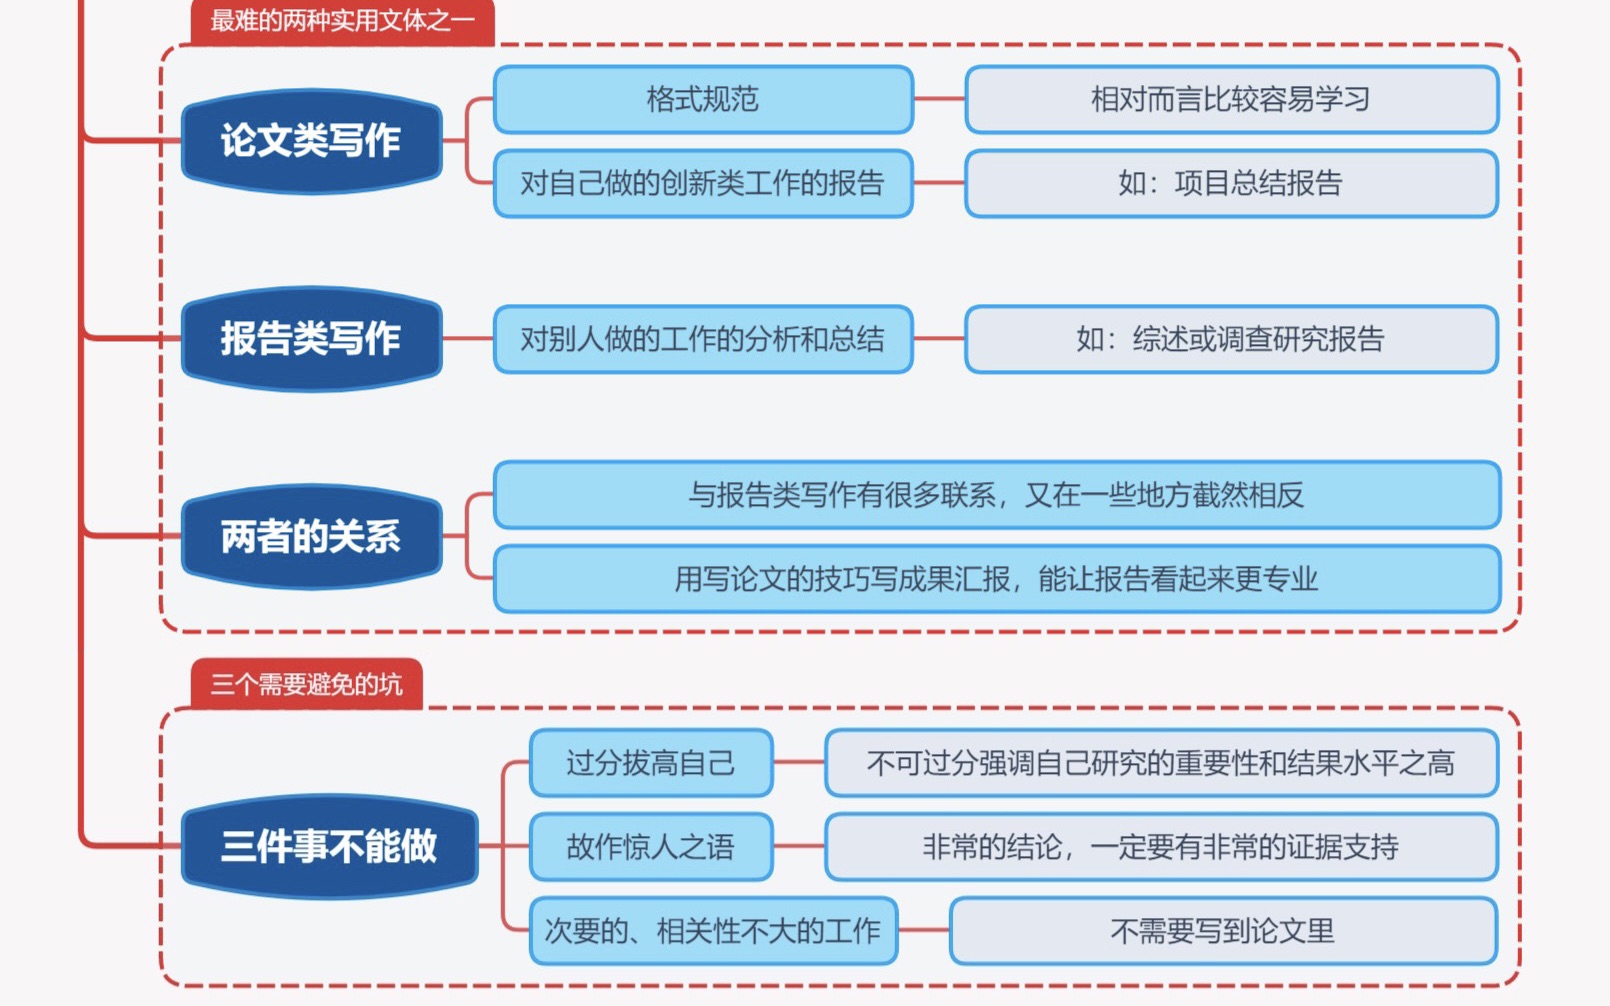 最难的两种实用文体之一
论文类写作
格式规范
相对而言比较容易学习
对自己做的创新类工作的报告
如：项目总结报告
报告类写作
对别人做的工作的分析和总结
如：综述或调查研究报告
两者的关系
与报告类写作有很多联系，又在一些地方截然相反
用写论文的技巧写成果汇报，能让报告看起来更专业
三个需要避免的坑
三件事不能做
过分拔高自己
不可过分强调自己研究的重要性和结果水平之高
故作惊人之语
非常的结论，一定要有非常的证据支持
次要的、相关性不大的工作
不需要写到论文里